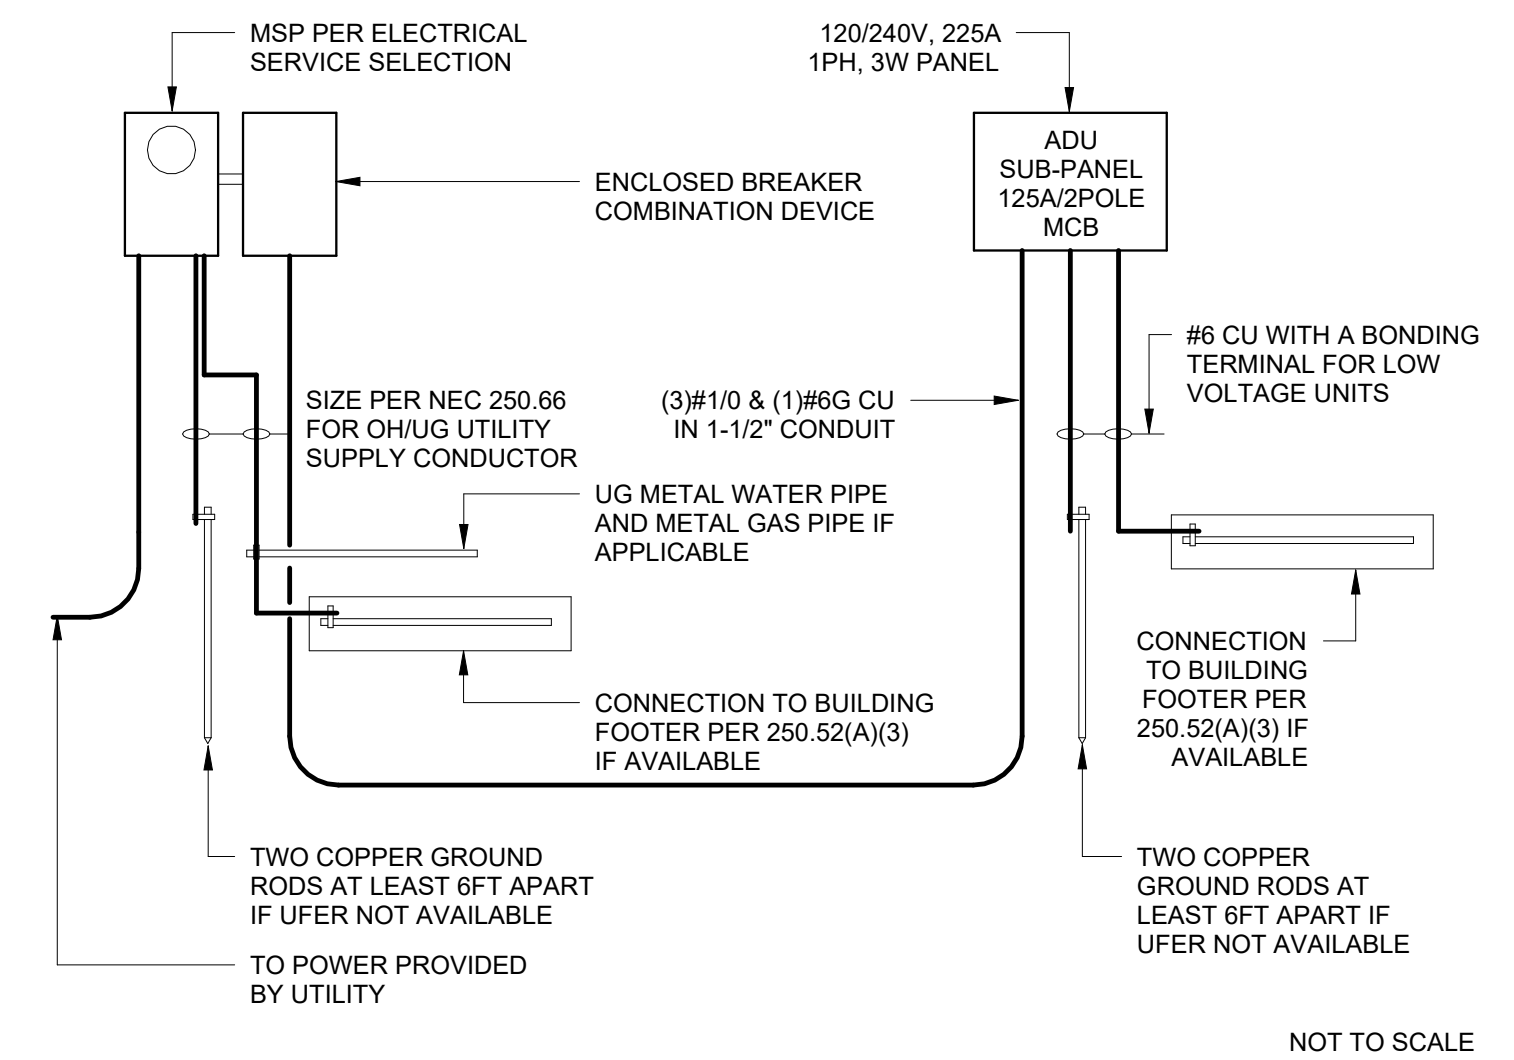 MSP PER ELECTRICAL
SERVICE SELECTION
120/240V, 225A
1PH, 3W PANEL
ADU
SUB-PANEL
125A/2POLE
MCB
ENCLOSED BREAKER
COMBINATION DEVICE
#6 CU WITH A BONDING
TERMINAL FOR LOW
VOLTAGE UNITS
SIZE PER NEC 250.66
FOR OH/UG UTILITY
SUPPLY CONDUCTOR
(3)#1/0 & (1)#6G CU
IN 1-1/2" CONDUIT
UG METAL WATER PIPE
AND METAL GAS PIPE IF
APPLICABLE
CONNECTION TO BUILDING
FOOTER PER 250.52(A)(3)
IF AVAILABLE
CONNECTION
TO BUILDING
FOOTER PER
250.52(A)(3) IF
AVAILABLE
TWO COPPER GROUND
RODS AT LEAST 6FT APART
IF UFER NOT AVAILABLE
TWO COPPER
GROUND RODS AT
LEAST 6FT APART IF
UFER NOT AVAILABLE
TO POWER PROVIDED
BY UTILITY
NOT TO SCALE